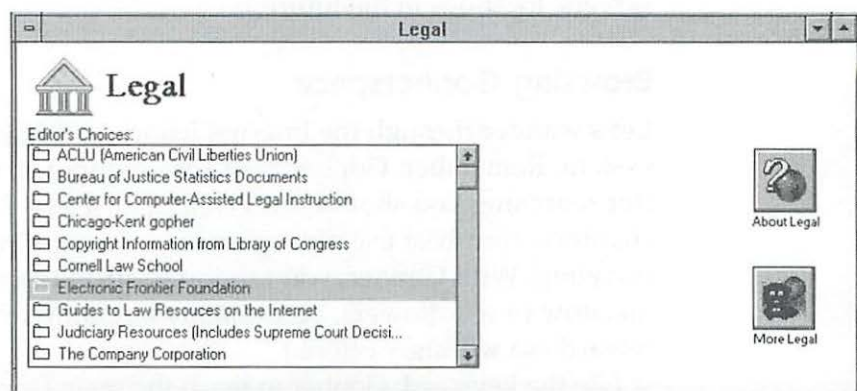 Legal
Legal
Editor's Choices:
ACLU (American Civil Liberties Union)
Bureau of Justice Statistics Documents
Center for Computer-Assisted Legal Instruction
Chicago-Kent gopher
Copyright Information from Library of Congress
Cornell Law School
Electronic Frontier Foundation
Guides to Law Resouces on the Internet
Judiciary Resources (Includes Supreme Court Decisi...
The Company Corporation
About Legal
More Legal